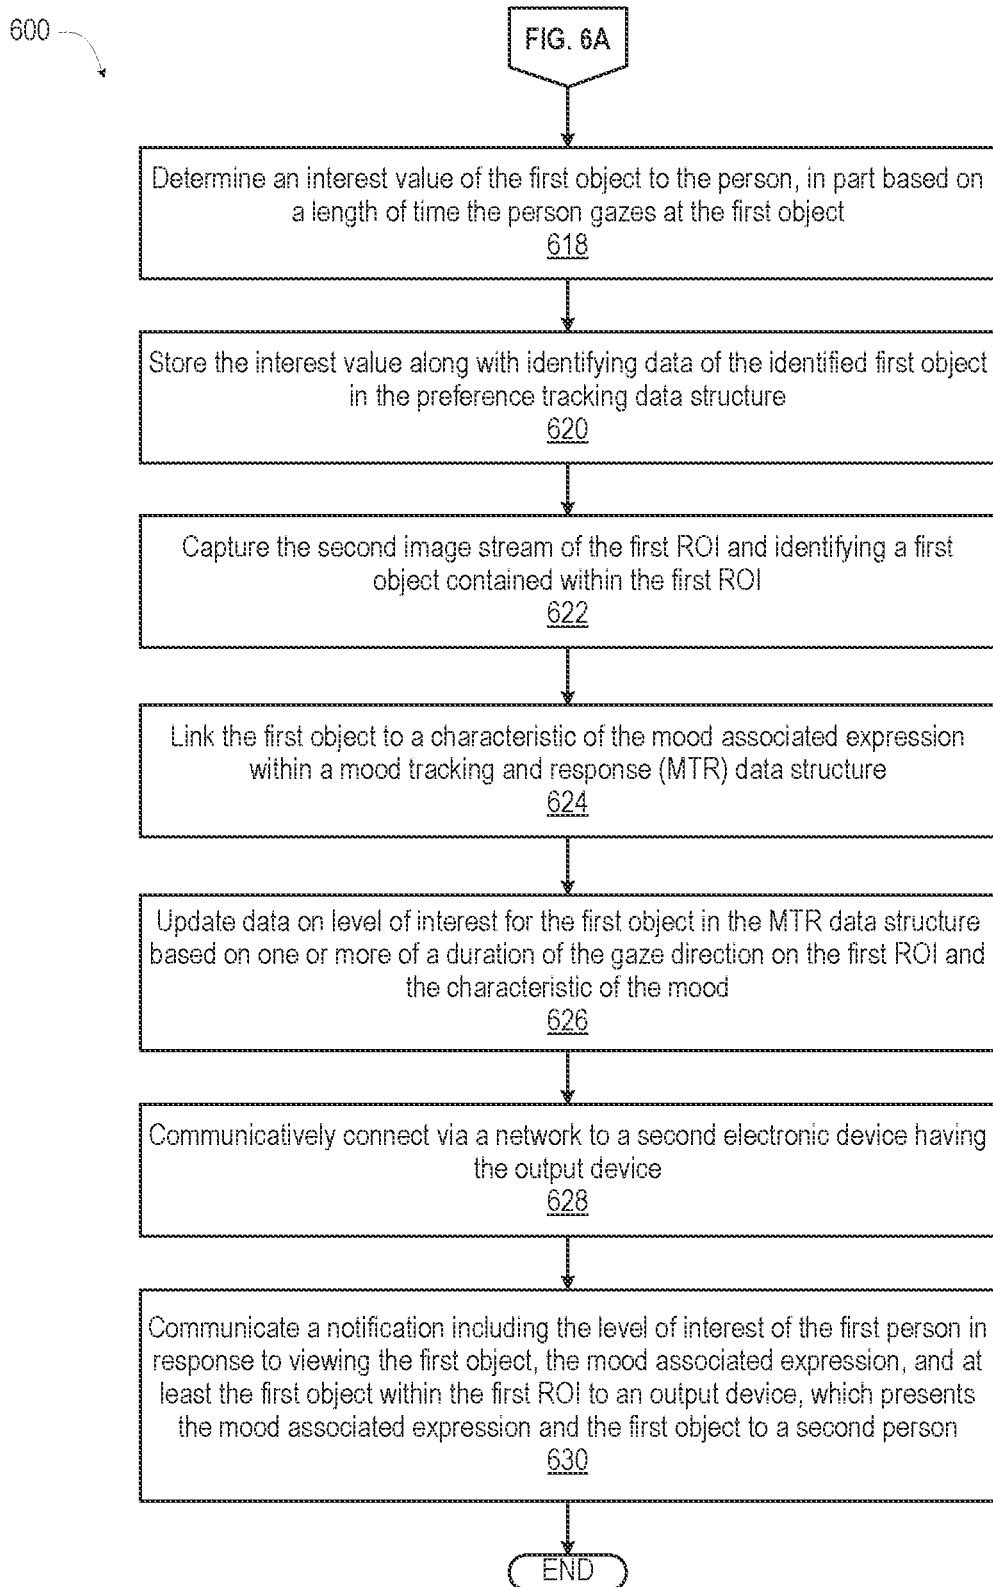 600
FIG. 6A
Determine an interest value of the first object to the person, in part based on
a length of time the person gazes at the first object
618
Store the interest value along with identifying data of the identified first object
in the preference tracking data structure
620
Capture the second image stream of the first ROI and identifying a first
object contained within the first ROI
622
Link the first object to a characteristic of the mood associated expression
within a mood tracking and response (MTR) data structure
624
Update data on level of interest for the first object in the MTR data structure
based on one or more of a duration of the gaze direction on the first ROI and
the characteristic of the mood
626
Communicatively connect via a network to a second electronic device having
the output device
628
Communicate a notification including the level of interest of the first person in
response to viewing the first object, the mood associated expression, and at
least the first object within the first ROI to an output device, which presents
the mood associated expression and the first object to a second person
630
END